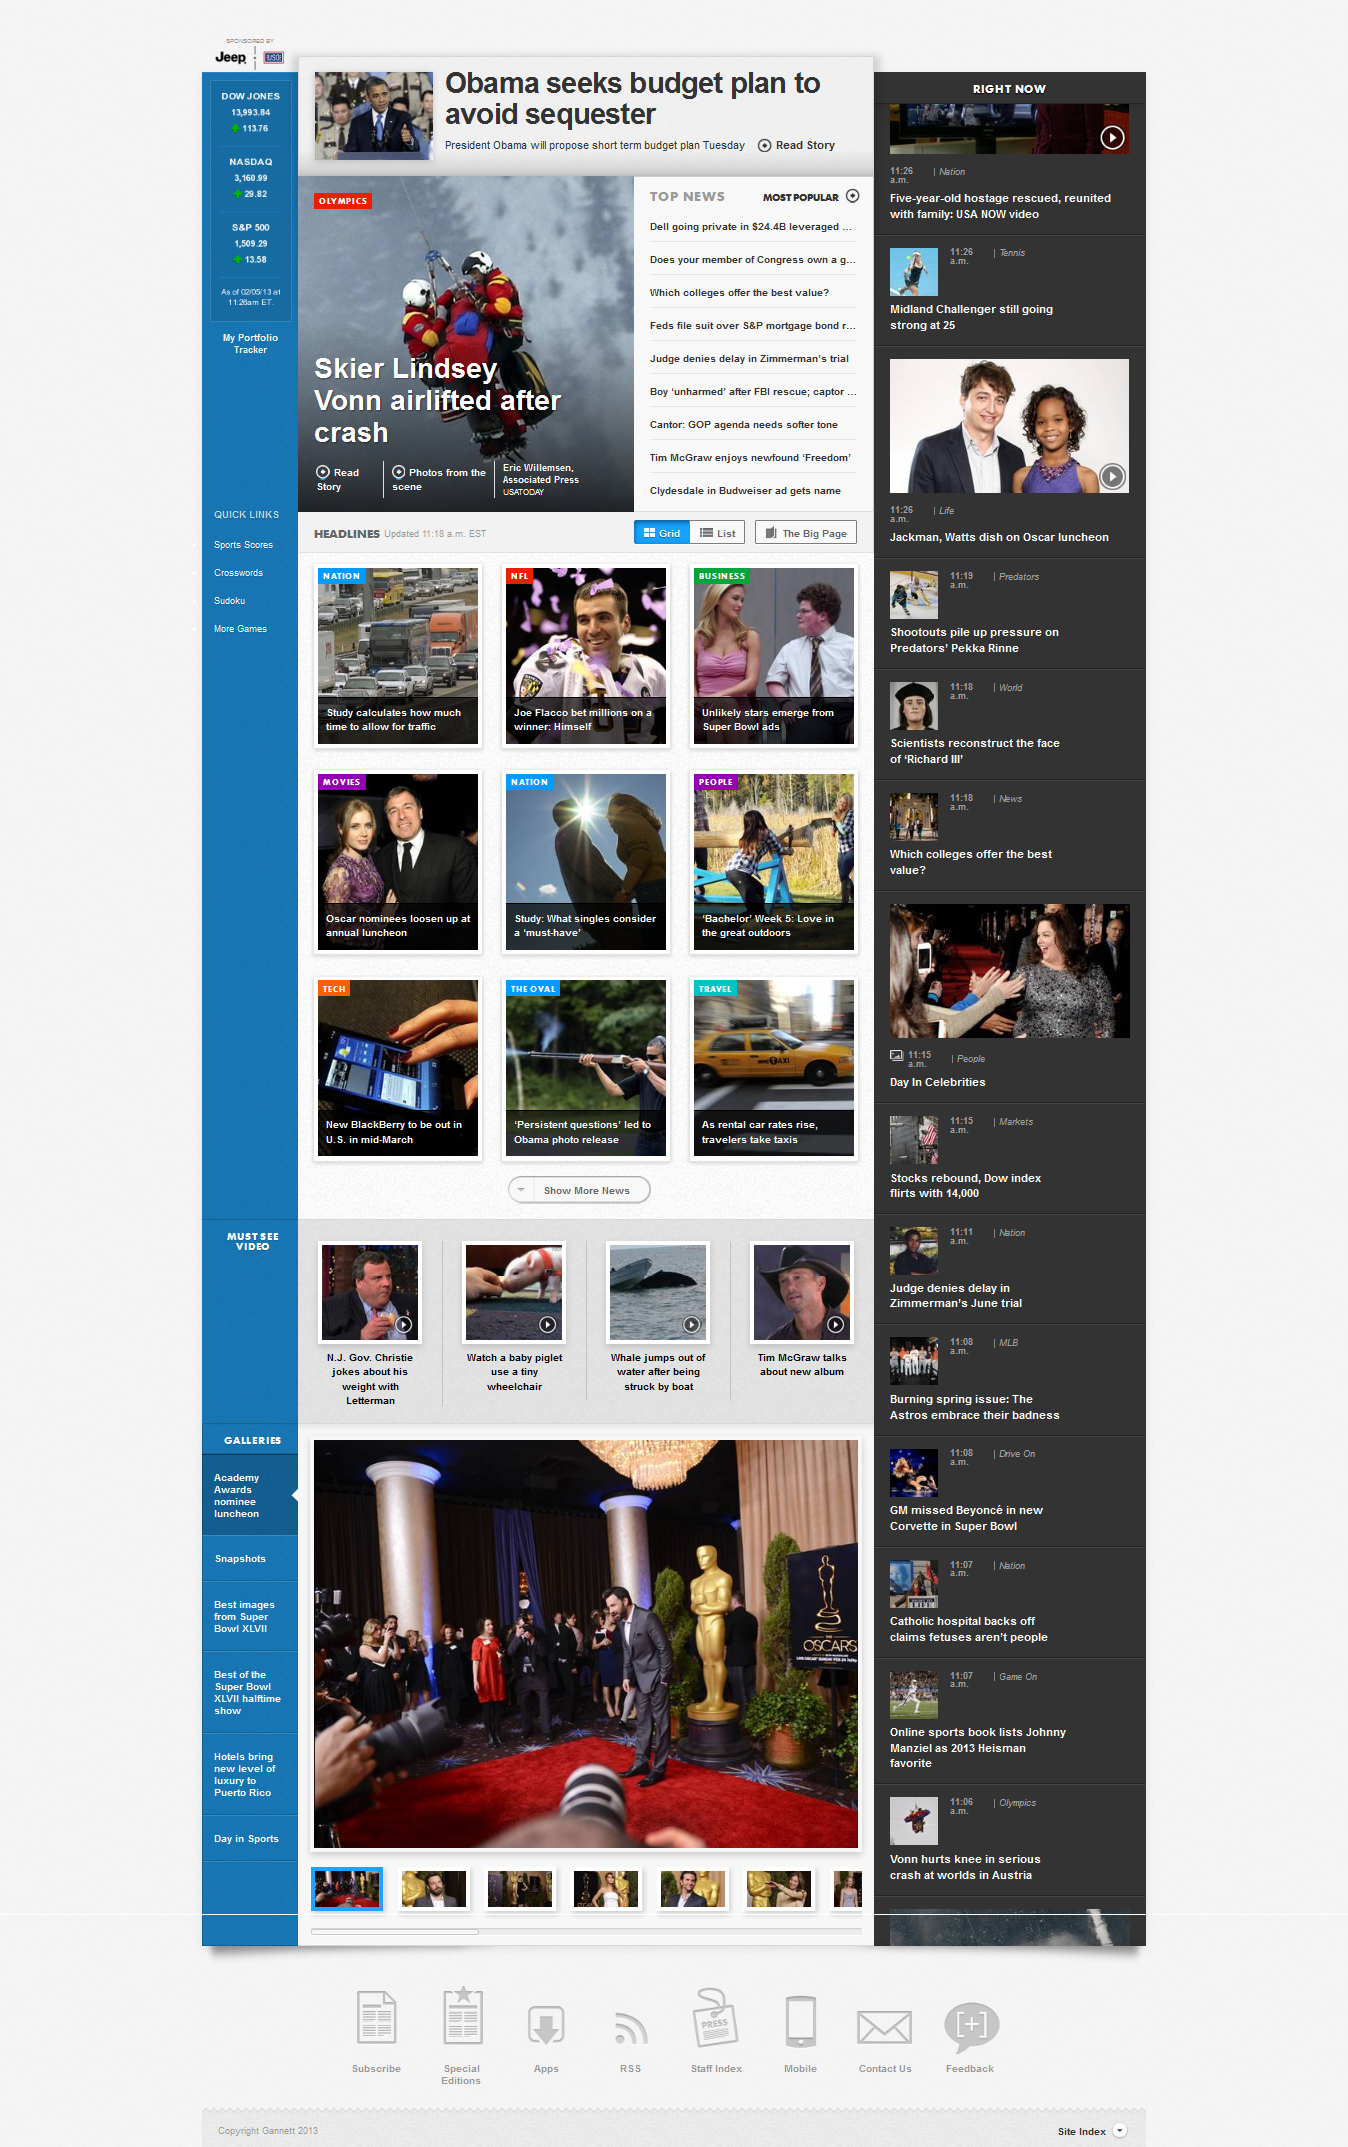 SPONSORED BY
Jeep
USO
DOW JONES
13,993.84
113.76
NASDAQ
3,160.99
29.82
S&P 500
1,509.29
13.58
As of 02/05/13 at
11:26am ET.
My Portfolio
Tracker
QUICK LINKS
Sports Scores
Crosswords
Sudoku
More Games
Obama seeks budget plan to
avoid sequester
President Obama will propose short term budget plan Tuesday
Read Story
OLYMPICS
Skier Lindsey
Vonn airlifted after
crash
Read
Story
Photos from the
scene
Eric Willemsen,
Associated Press
USATODAY
TOP NEWS
MOST POPULAR
Dell going private in $24.4B leveraged ...
Does your member of Congress own a g...
Which colleges offer the best value?
Feds file suit over S&P mortgage bond r...
Judge denies delay in Zimmerman's trial
Boy ‘unharmed’ after FBI rescue; captor ...
Cantor: GOP agenda needs softer tone
Tim McGraw enjoys newfound ‘Freedom’
Clydesdale in Budweiser ad gets name
HEADLINES
Updated 11:18 a.m. EST
Grid
List
The Big Page
NATION
Study calculates how much
time to allow for traffic
NFL
Joe Flacco bet millions on a
winner: Himself
BUSINESS
Unlikely stars emerge from
Super Bowl ads
MOVIES
Oscar nominees loosen up at
annual luncheon
NATION
Study: What singles consider
a ‘must-have’
PEOPLE
‘Bachelor’ Week 5: Love in
the great outdoors
TECH
New BlackBerry to be out in
U.S. in mid-March
THE OVAL
‘Persistent questions’ led to
Obama photo release
TRAVEL
NYC TAXI
As rental car rates rise,
travelers take taxis
Show More News
MUST SEE
VIDEO
N.J. Gov. Christie
jokes about his
weight with
Letterman
Watch a baby piglet
use a tiny
wheelchair
Whale jumps out of
water after being
struck by boat
Tim McGraw talks
about new album
GALLERIES
Academy
Awards
nominee
luncheon
Snapshots
Best images
from Super
Bowl XLVII
Best of the
Super Bowl
XLVII halftime
show
Hotels bring
new level of
luxury to
Puerto Rico
Day in Sports
THE
OSCARS
RIGHT NOW
11:26
a.m.
| Nation
Five-year-old hostage rescued, reunited
with family: USA NOW video
11:26
a.m.
| Tennis
Midland Challenger still going
strong at 25
11:26
a.m.
| Life
Jackman, Watts dish on Oscar luncheon
11:19
a.m.
| Predators
Shootouts pile up pressure on
Predators’ Pekka Rinne
11:18
a.m.
| World
Scientists reconstruct the face
of ‘Richard III’
11:18
a.m.
| News
Which colleges offer the best
value?
11:15
a.m.
| People
Day In Celebrities
11:15
a.m.
| Markets
Stocks rebound, Dow index
flirts with 14,000
11:11
a.m.
| Nation
Judge denies delay in
Zimmerman's June trial
11:08
a.m.
| MLB
Burning spring issue: The
Astros embrace their badness
11:08
a.m.
| Drive On
GM missed Beyoncé in new
Corvette in Super Bowl
11:07
a.m.
| Nation
Catholic hospital backs off
claims fetuses aren't people
11:07
a.m.
| Game On
Online sports book lists Johnny
Manziel as 2013 Heisman
favorite
11:06
a.m.
| Olympics
Vonn hurts knee in serious
crash at worlds in Austria
PRESS
Subscribe
Special
Editions
Apps
RSS
Staff Index
Mobile
Contact Us
Feedback
Copyright Gannett 2013
Site Index